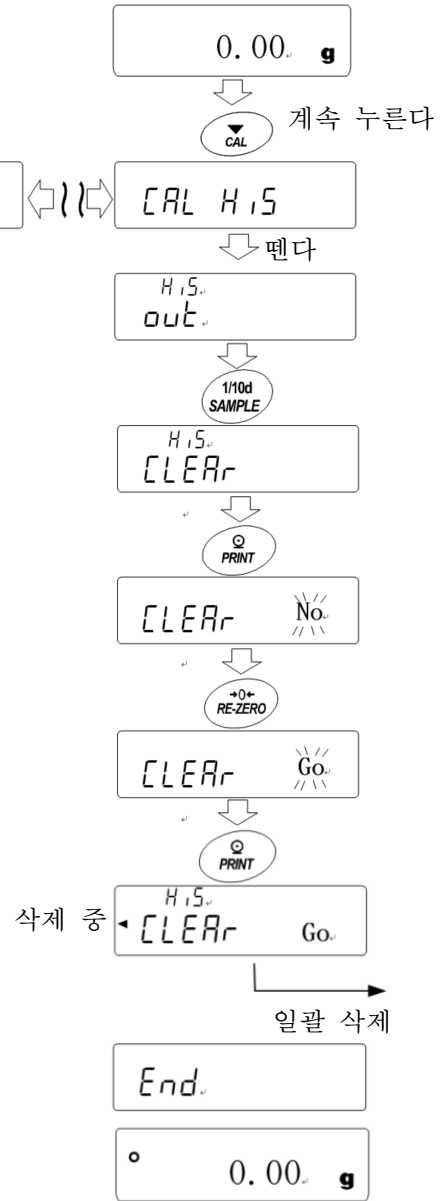 0.00 g
계속 누른다
CAL
CAL HiS
뗀다
HiS
out
1/10d
SAMPLE
HiS
CLEAr
PRINT
CLEAr No
→0←
RE-ZERO
CLEAr Go
PRINT
HiS
삭제 중 CLEAr Go
일괄 삭제
End
0.00 g